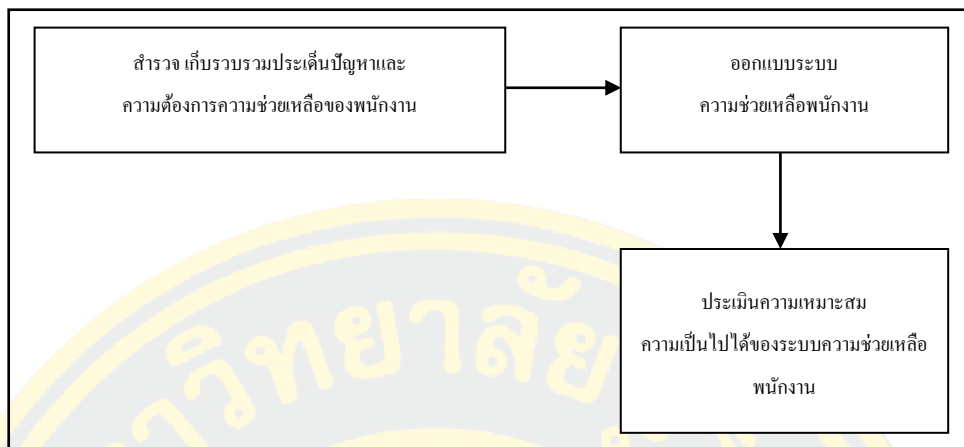 สำรวจ เก็บรวบรวมประเด็นปัญหาและ
ความต้องการความช่วยเหลือของพนักงาน
ออกแบบระบบ
ความช่วยเหลือพนักงาน
ประเมินความเหมาะสม
ความเป็นไปได้ของระบบความช่วยเหลือ
พนักงาน
าวิทยาลัย